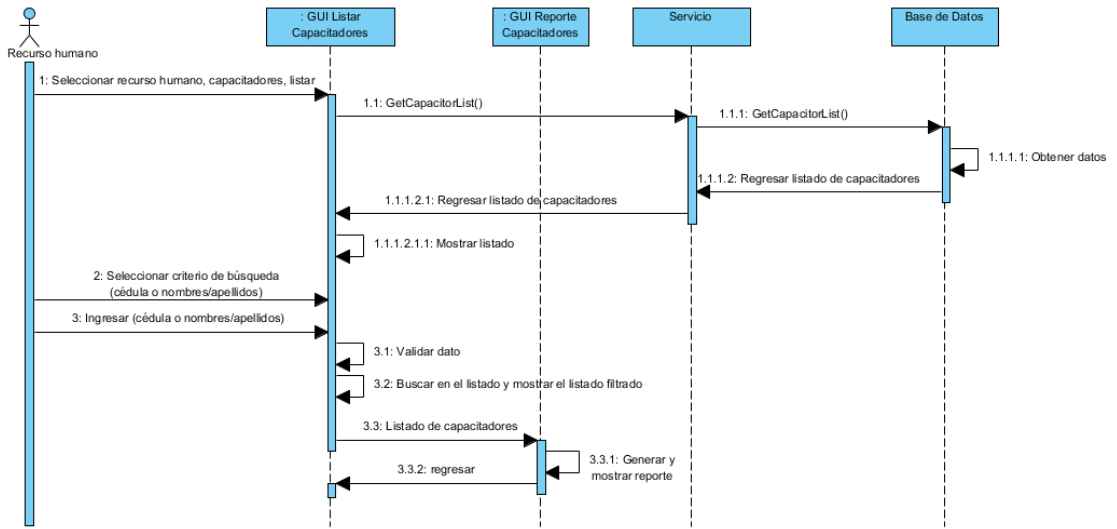 : GUI Listar
Capacitadores
: GUI Reporte
Capacitadores
Servicio
Base de Datos
Recurso humano
1: Seleccionar recurso humano, capacitadores, listar
1.1: GetCapacitorList()
1.1.1: GetCapacitorList()
1.1.1.1: Obtener datos
1.1.1.2: Regresar listado de capacitadores
1.1.1.2.1: Regresar listado de capacitadores
1.1.1.2.1.1: Mostrar listado
2: Seleccionar criterio de búsqueda
(cédula o nombres/apellidos)
3: Ingresar (cédula o nombres/apellidos)
3.1: Validar dato
3.2: Buscar en el listado y mostrar el listado filtrado
3.3: Listado de capacitadores
3.3.1: Generar y
mostrar reporte
3.3.2: regresar